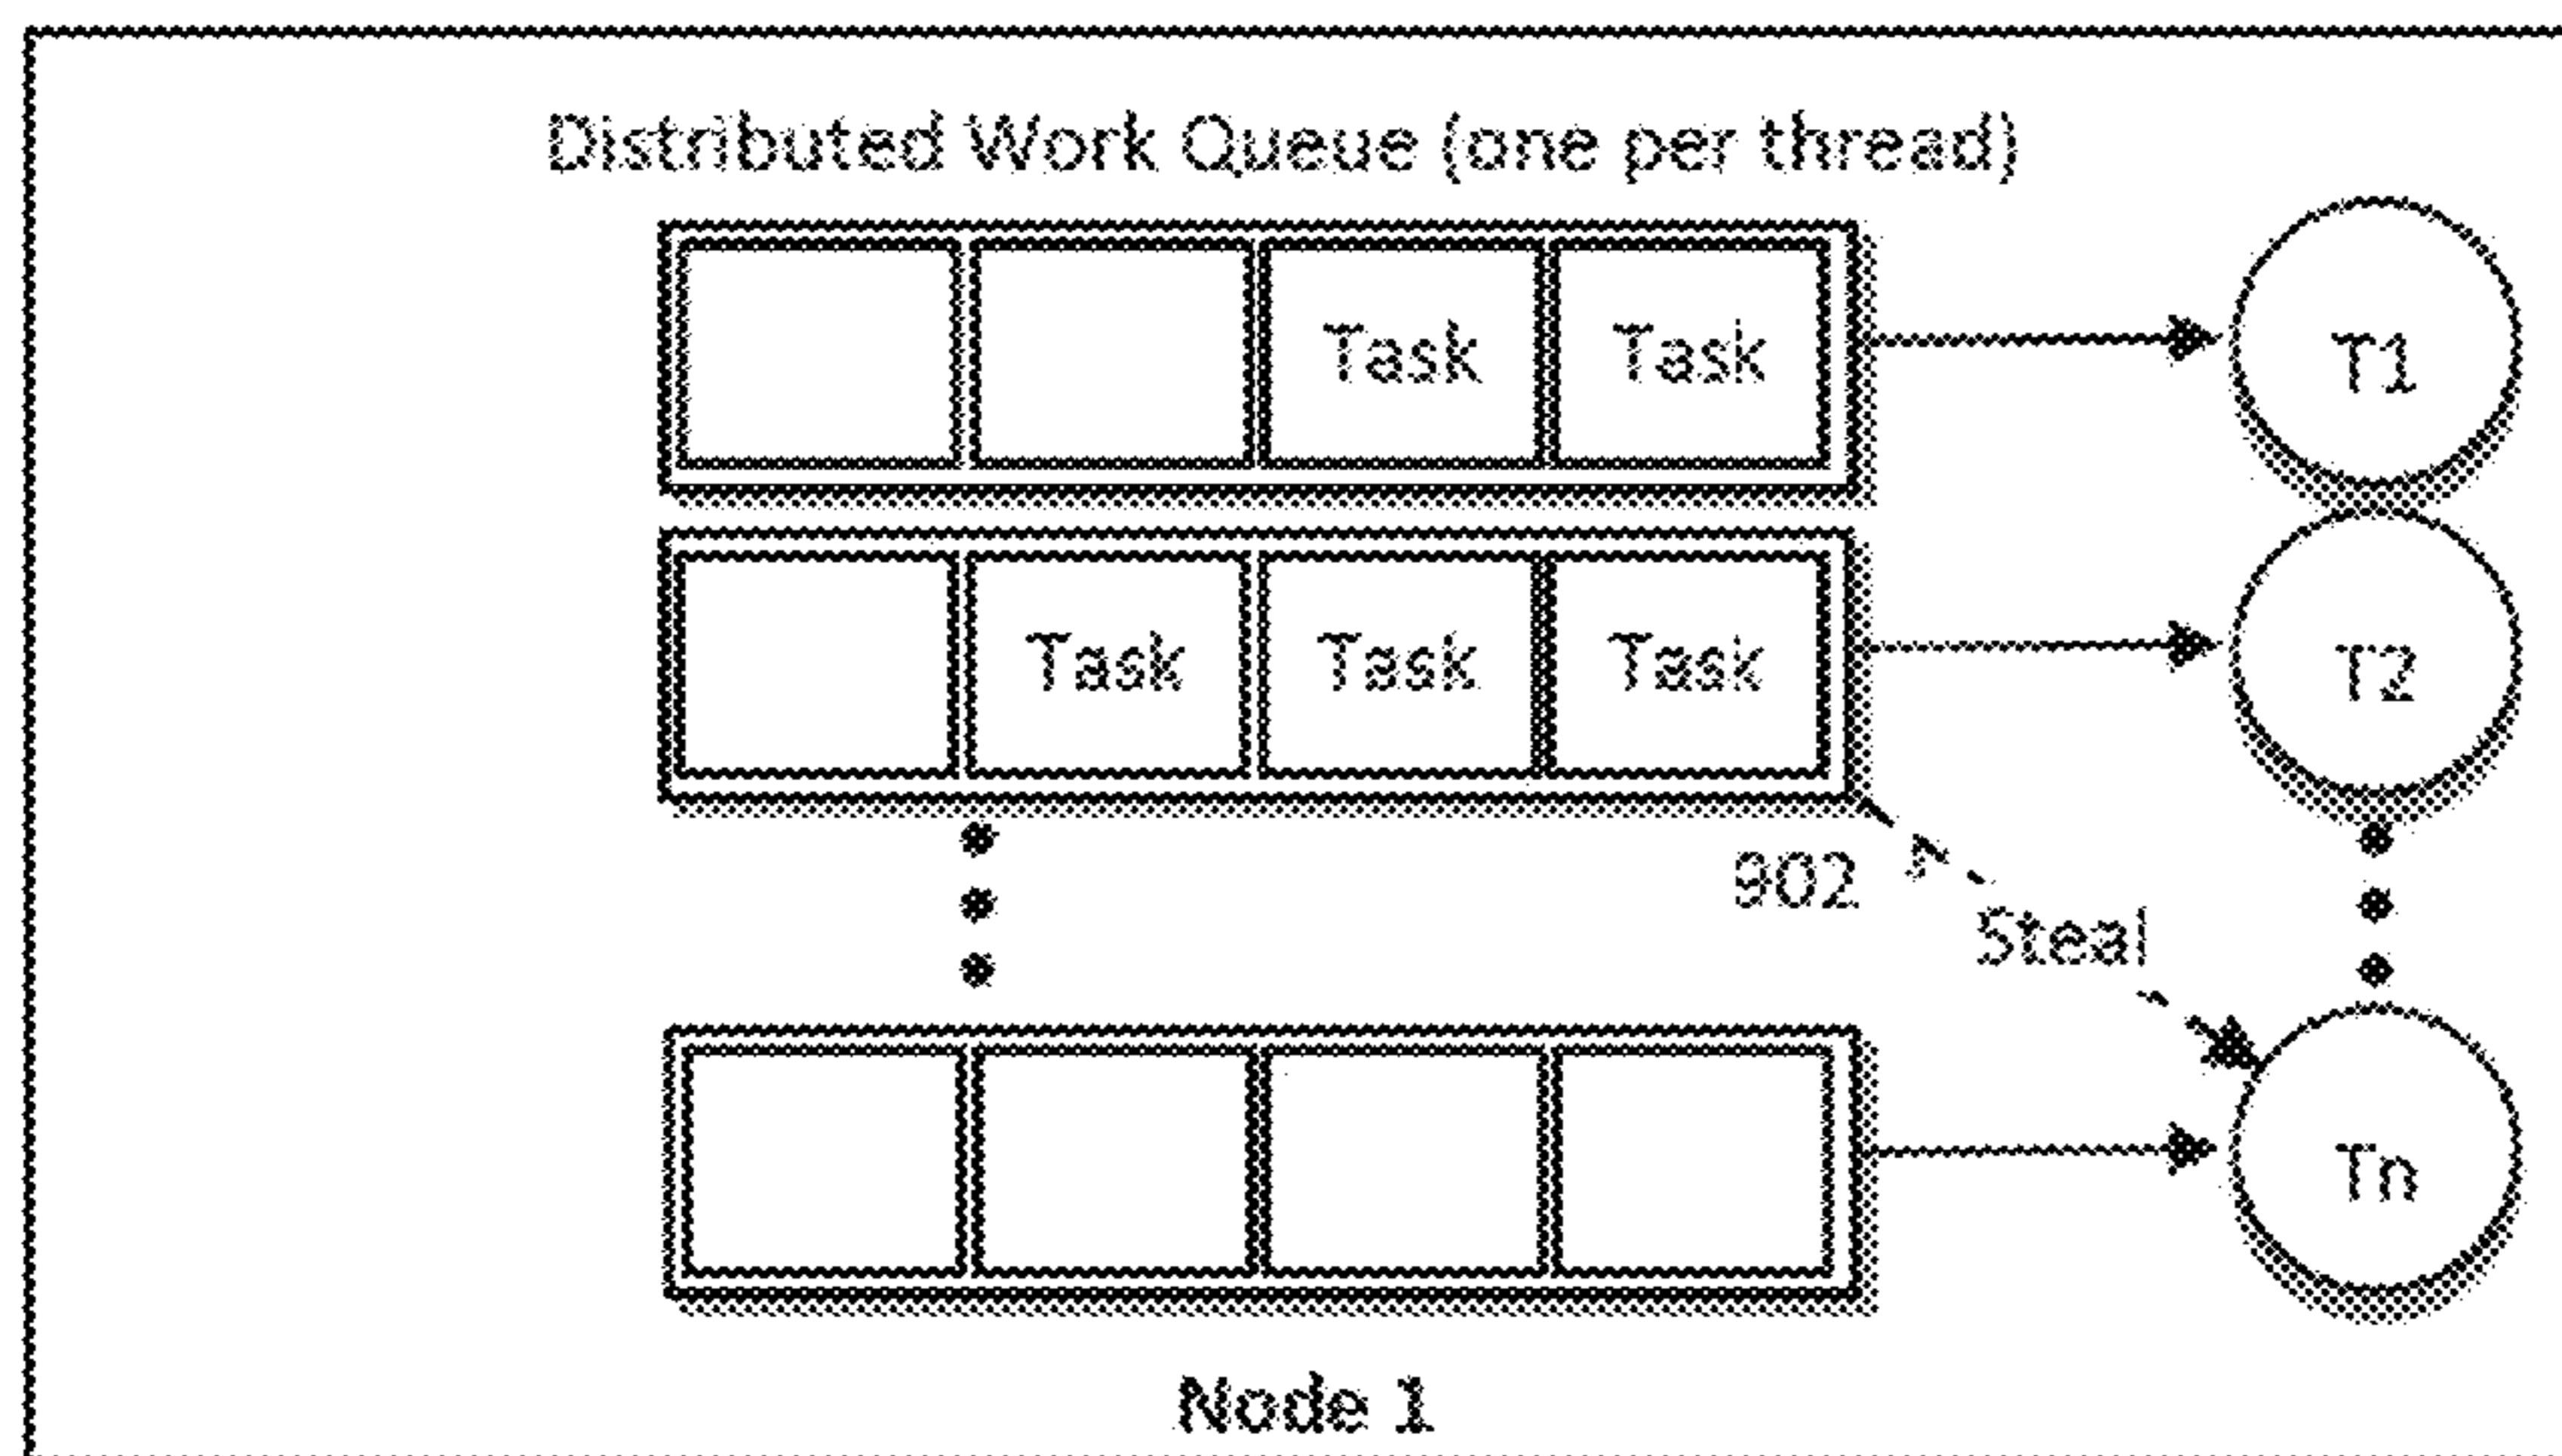 Distributed Work Queue (one per thread)
Task Task T1
Task Task Task T2
902
Steal
Tn
Node 1